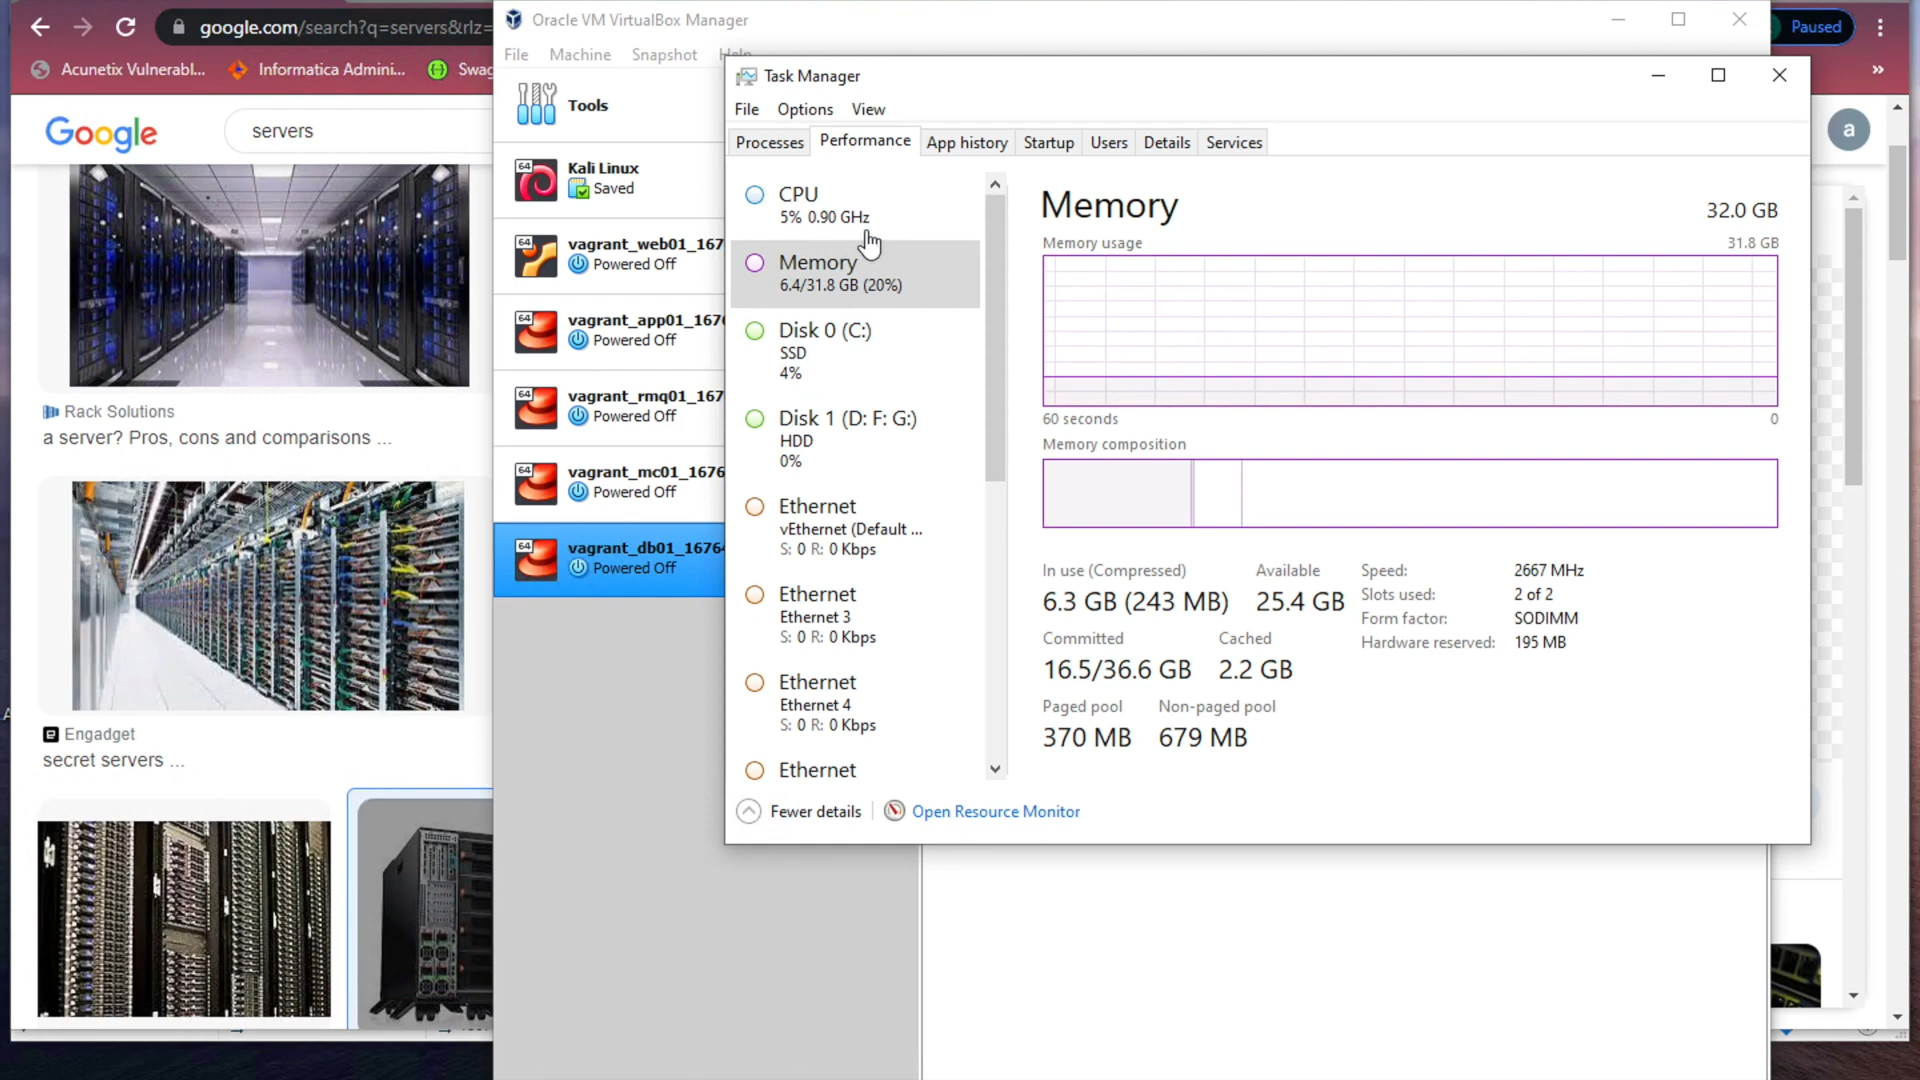 google.com/search?q=servers&rlz=
Paused
Acunetix Vulnerabl...
Informatica Admini...
Swag
»
Google
servers
a
Rack Solutions
a server? Pros, cons and comparisons ...
Engadget
secret servers ...
Oracle VM VirtualBox Manager
File
Machine
Snapshot
Help
Tools
64
Kali Linux
Saved
64
vagrant_web01_167
Powered Off
64
vagrant_app01_167
Powered Off
64
vagrant_rmq01_167
Powered Off
64
vagrant_mc01_1676
Powered Off
64
vagrant_db01_1676
Powered Off
Task Manager
File
Options
View
Processes
Performance
App history
Startup
Users
Details
Services
CPU
5% 0.90 GHz
Memory
6.4/31.8 GB (20%)
Disk 0 (C:)
SSD
4%
Disk 1 (D: F: G:)
HDD
0%
Ethernet
vEthernet (Default ...
S: 0 R: 0 Kbps
Ethernet
Ethernet 3
S: 0 R: 0 Kbps
Ethernet
Ethernet 4
S: 0 R: 0 Kbps
Ethernet
Memory
32.0 GB
Memory usage
31.8 GB
60 seconds
0
Memory composition
In use (Compressed)
6.3 GB (243 MB)
Available
25.4 GB
Committed
16.5/36.6 GB
Cached
2.2 GB
Paged pool
370 MB
Non-paged pool
679 MB
Speed: 2667 MHz
Slots used: 2 of 2
Form factor: SODIMM
Hardware reserved: 195 MB
Fewer details
Open Resource Monitor